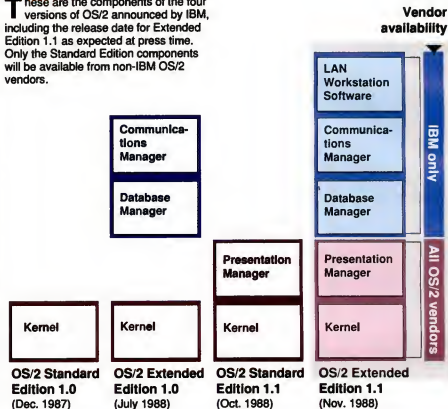 These are the components of the four
versions of OS/2 announced by IBM,
including the release date for Extended
Edition 1.1 as expected at press time.
Only the Standard Edition components
will be available from non-IBM OS/2
vendors.
Vendor
availability
LAN
Workstation
Software
Communica-
tions
Manager
Communica-
tions
Manager
IBM only
Database
Manager
Database
Manager
Presentation
Manager
Presentation
Manager
All OS/2 vendors
Kernel
Kernel
Kernel
Kernel
OS/2 Standard
Edition 1.0
(Dec. 1987)
OS/2 Extended
Edition 1.0
(July 1988)
OS/2 Standard
Edition 1.1
(Oct. 1988)
OS/2 Extended
Edition 1.1
(Nov. 1988)